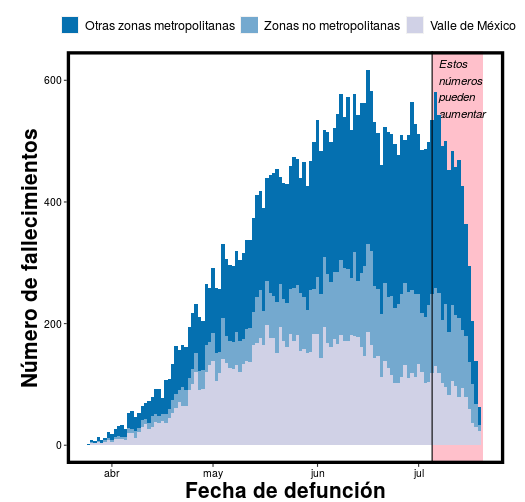 Otras zonas metropolitanas Zonas no metropolitanas Valle de México
Estos
números
pueden
aumentar
600
400
200
0
Número de fallecimientos
abr may jun jul
Fecha de defunción